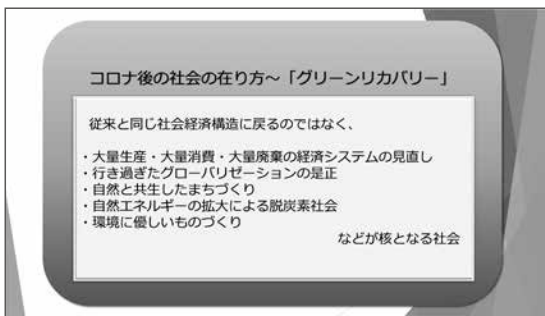 コロナ後の社会の在り方～「グリーンリカバリー」
従来と同じ社会経済構造に戻るのではなく、
・大量生産・大量消費・大量廃棄の経済システムの見直し
・行き過ぎたグローバリゼーションの是正
・自然と共生したまちづくり
・自然エネルギーの拡大による脱炭素社会
・環境に優しいものづくり
などが核となる社会